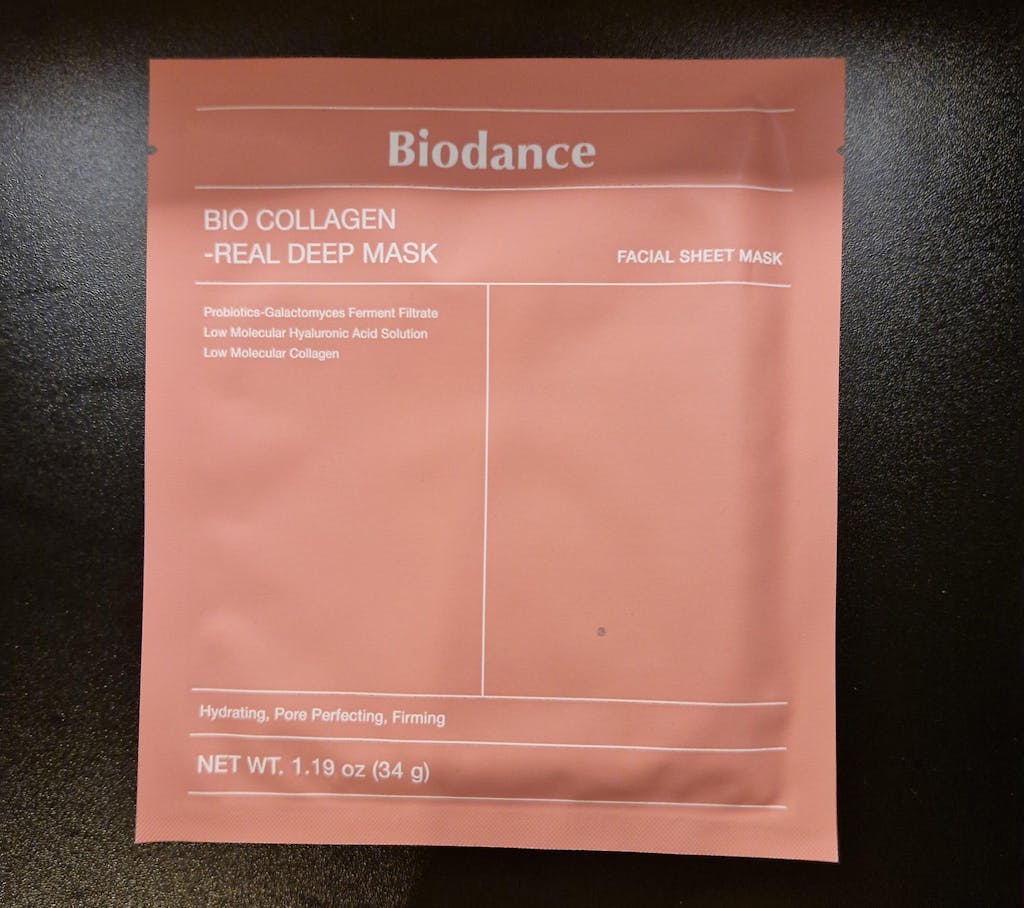 Biodance
BIO COLLAGEN
-REAL DEEP MASK
FACIAL SHEET MASK
Probiotics-Galactomyces Ferment Filtrate
Low Molecular Hyaluronic Acid Solution
Low Molecular Collagen
Hydrating, Pore Perfecting, Firming
NET WT. 1.19 oz (34 g)